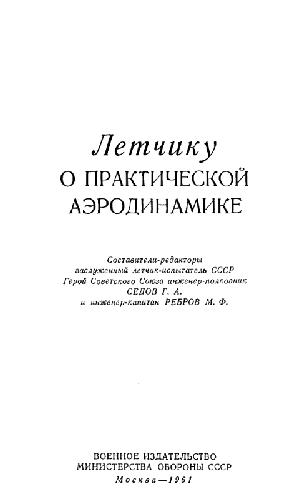 Летчику
О ПРАКТИЧЕСКОЙ
АЭРОДИНАМИКЕ
Составители-редакторы
заслуженный летчик-испытатель СССР
Герой Советского Союза инженер-полковник
СЕДОВ Г. А.
и инженер-капитан РЕБРОВ М. Ф.
ВОЕННОЕ ИЗДАТЕЛЬСТВО
МИНИСТЕРСТВА ОБОРОНЫ СССР
Москва—1961